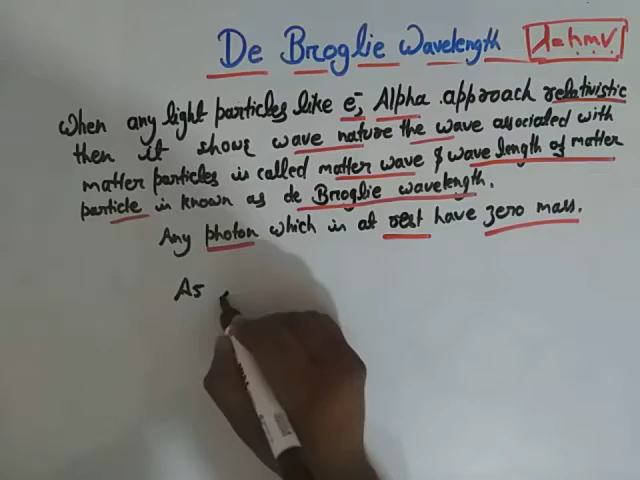 De Broglie Wavelength λ=h.m.v
When any light particles like e⁻, Alpha approach relativistic
then it shows wave nature the wave associated with
matter particles is called matter wave & wave length of matter
particle is known as de Broglie wavelength.
Any photon which is at rest have zero mass.
As